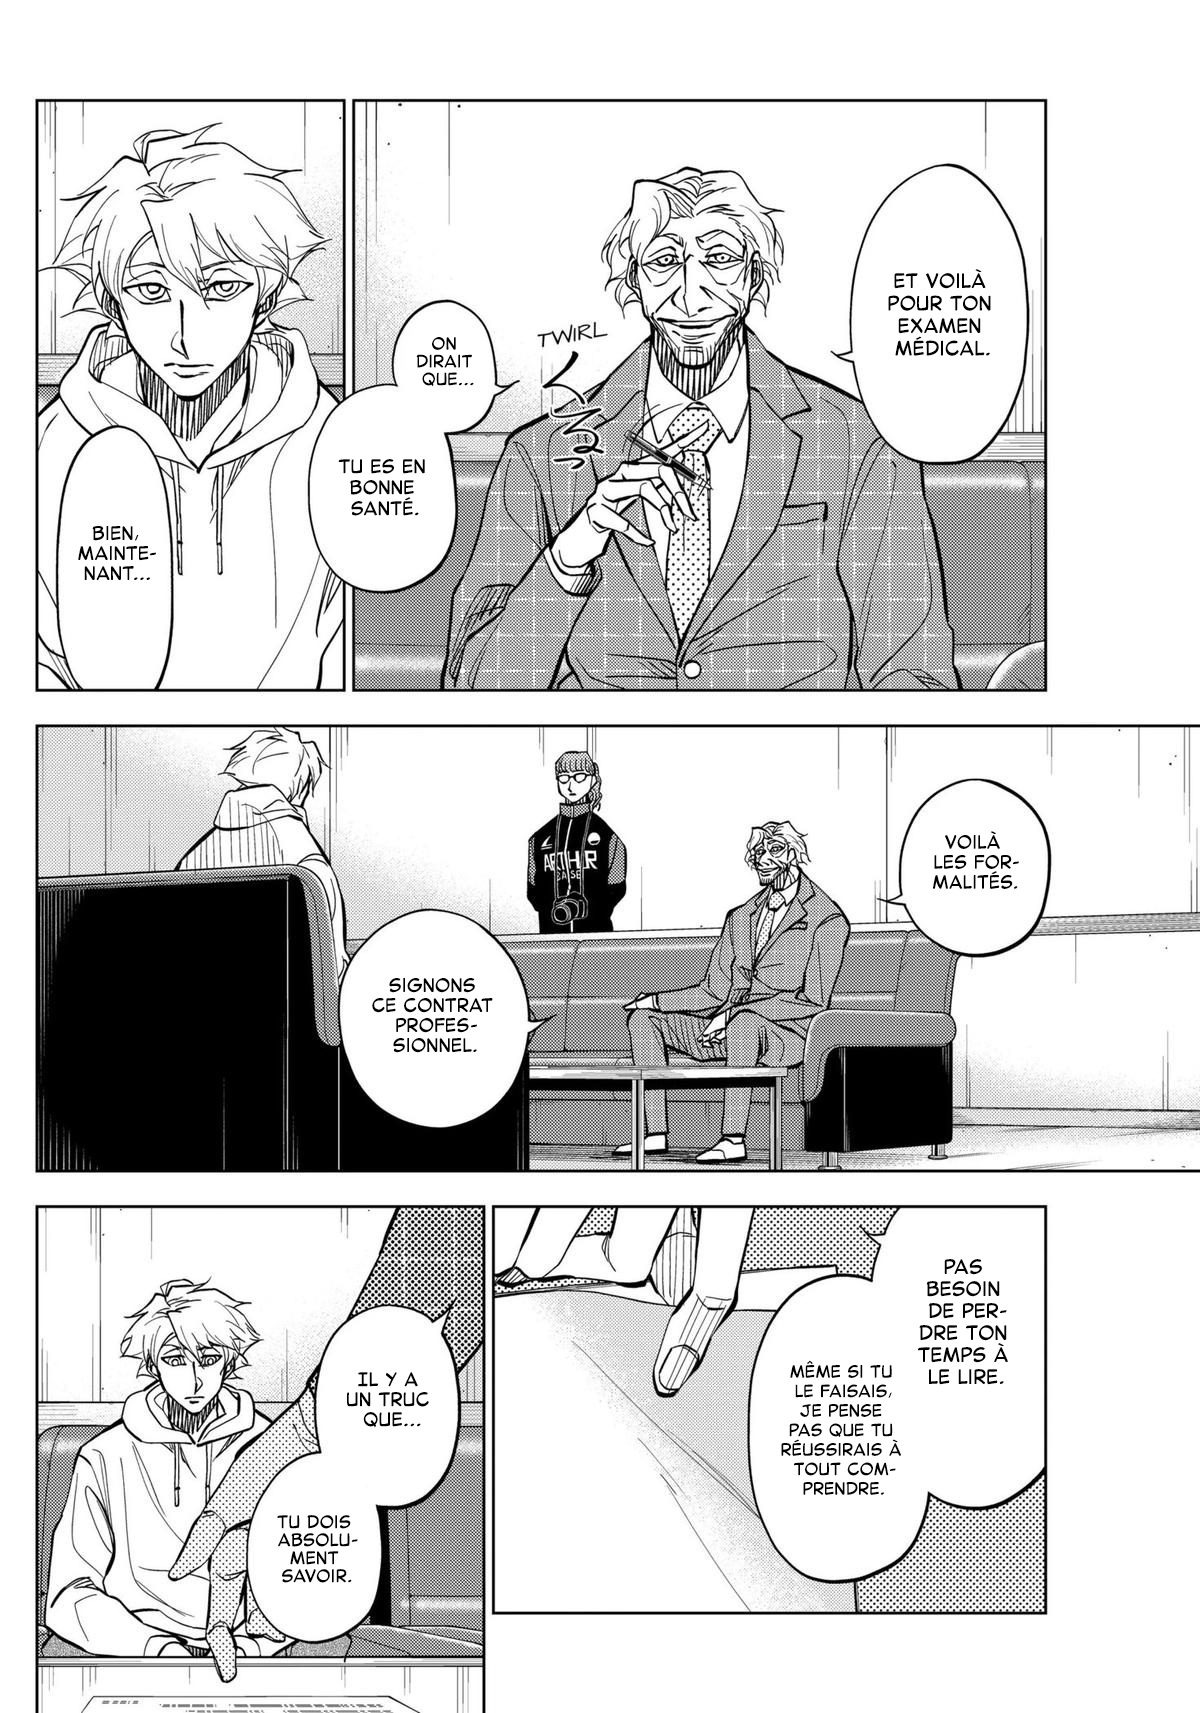 ET VOILÀ
POUR TON
EXAMEN
MÉDICAL.
TWIRL
ON
DIRAIT
QUE...
TU ES EN
BONNE
SANTÉ.
BIEN,
MAINTE-
NANT...
VOILÀ
LES FOR-
MALITÉS.
SIGNONS
CE CONTRAT
PROFES-
SIONNEL.
PAS
BESOIN
DE PER-
DRE TON
TEMPS À
LE LIRE.
MÊME SI TU
LE FAISAIS,
JE PENSE
PAS QUE TU
RÉUSSIRAIS À
TOUT COM-
PRENDRE.
IL Y A
UN TRUC
QUE...
TU DOIS
ABSOLU-
MENT
SAVOIR.